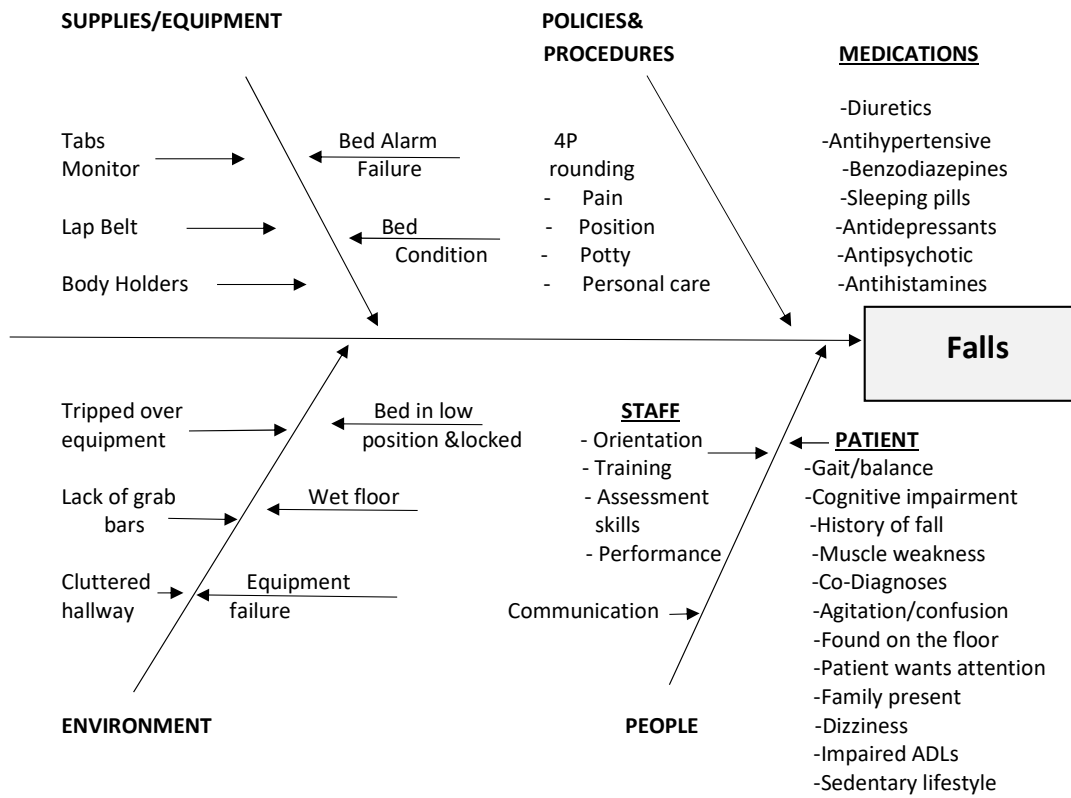 SUPPLIES/EQUIPMENT
Tabs
Monitor
Bed Alarm
Failure
Lap Belt
Bed
Condition
Body Holders
POLICIES&
PROCEDURES
4P
rounding
- Pain
- Position
- Potty
- Personal care
MEDICATIONS
-Diuretics
-Antihypertensive
-Benzodiazepines
-Sleeping pills
-Antidepressants
-Antipsychotic
-Antihistamines
Falls
Tripped over
equipment
Bed in low
position &locked
Lack of grab
bars
Wet floor
Cluttered
hallway
Equipment
failure
ENVIRONMENT
STAFF
- Orientation
- Training
- Assessment
skills
- Performance
Communication
PEOPLE
PATIENT
-Gait/balance
-Cognitive impairment
-History of fall
-Muscle weakness
-Co-Diagnoses
-Agitation/confusion
-Found on the floor
-Patient wants attention
-Family present
-Dizziness
-Impaired ADLs
-Sedentary lifestyle